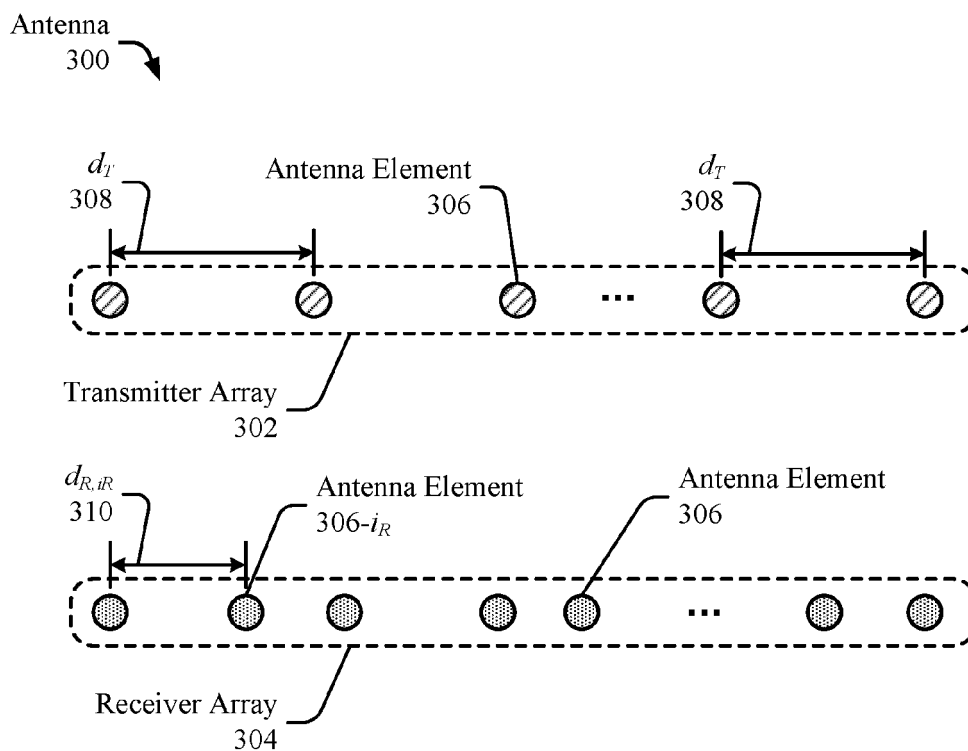 Antenna
300
d_T
308
Antenna Element
306
d_T
308
...
Transmitter Array
302
d_{R,iR}
310
Antenna Element
306-i_R
Antenna Element
306
...
Receiver Array
304